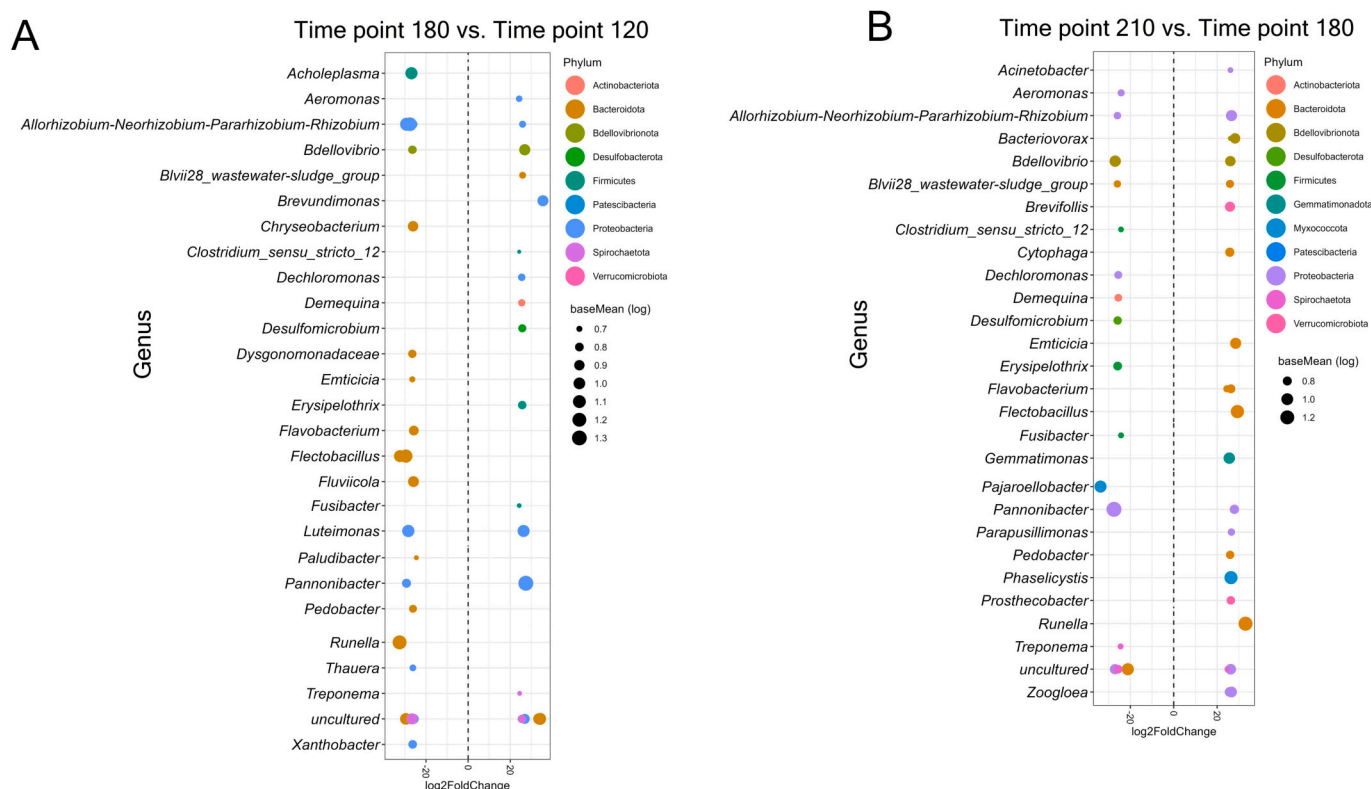 A
Time point 180 vs. Time point 120
Genus
Acholeplasma
Aeromonas
Allorhizobium-Neorhizobium-Pararhizobium-Rhizobium
Bdellovibrio
Blvii28_wastewater-sludge_group
Brevundimonas
Chryseobacterium
Clostridium_sensu_stricto_12
Dechloromonas
Demequina
Desulfomicrobium
Dysgonomonadaceae
Emticicia
Erysipelothrix
Flavobacterium
Flectobacillus
Fluviicola
Fusibacter
Luteimonas
Paludibacter
Pannonibacter
Pedobacter
Runella
Thauera
Treponema
uncultured
Xanthobacter
-20 0 20
log2FoldChange
Phylum
Actinobacteriota
Bacteroidota
Bdellovibrionota
Desulfobacterota
Firmicutes
Patescibacteria
Proteobacteria
Spirochaetota
Verrucomicrobiota
baseMean (log)
0.7
0.8
0.9
1.0
1.1
1.2
1.3
B
Time point 210 vs. Time point 180
Genus
Acinetobacter
Aeromonas
Allorhizobium-Neorhizobium-Pararhizobium-Rhizobium
Bacteriovorax
Bdellovibrio
Blvii28_wastewater-sludge_group
Brevifollis
Clostridium_sensu_stricto_12
Cytophaga
Dechloromonas
Demequina
Desulfomicrobium
Emticicia
Erysipelothrix
Flavobacterium
Flectobacillus
Fusibacter
Gemmatimonas
Pajaroellobacter
Pannonibacter
Parapusillimonas
Pedobacter
Phaselicystis
Prosthecobacter
Runella
Treponema
uncultured
Zoogloea
-20 0 20
log2FoldChange
Phylum
Actinobacteriota
Bacteroidota
Bdellovibrionota
Desulfobacterota
Firmicutes
Gemmatimonadota
Myxococcota
Patescibacteria
Proteobacteria
Spirochaetota
Verrucomicrobiota
baseMean (log)
0.8
1.0
1.2